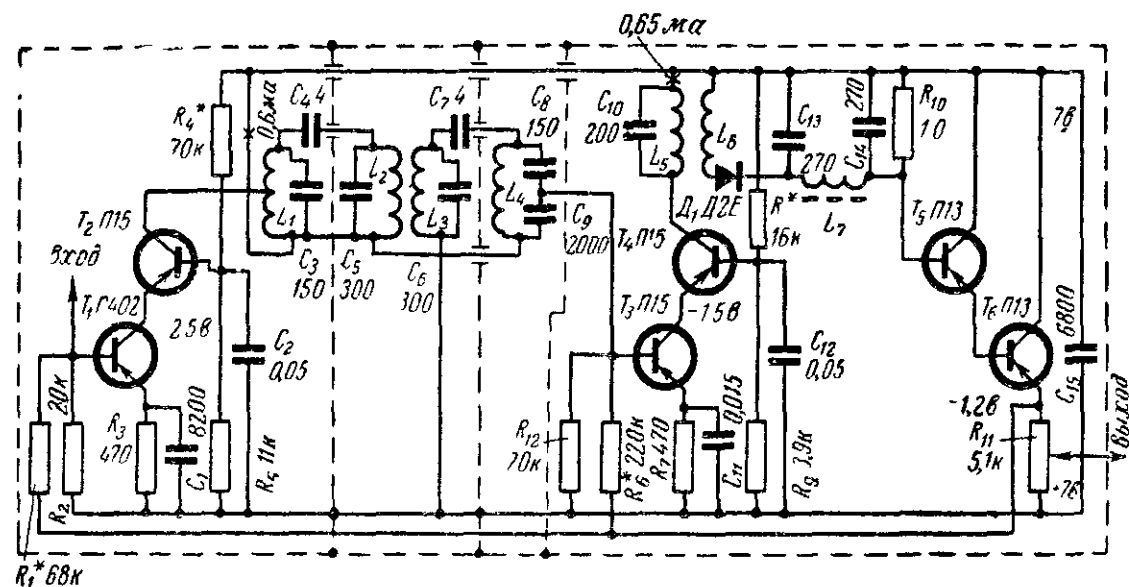 0,65 ма
R4*
70к
0,6ма
C4 4
C7 4
C8
150
C10
200
L5
L6
C13
270
C14
270
R10
10
7в
T2 П15
Вход
L1
L2
L3
L4
C9
2000
Д1 Д2Е
R*
16к
L7
T5 П13
C3
150
C5
300
C6
300
T4 П15
T1 П402
2,5в
T3 П15
-1,5в
T6 П13
6800
C15
C2
0,05
C12
0,05
20к
R3
470
8200
C1
R5 11к
R12
70к
R6* 220к
R7 470
0,015
C11
R9 3,9к
-1,2в
R11
5,1к
Выход
+7в
R2
R1* 68к